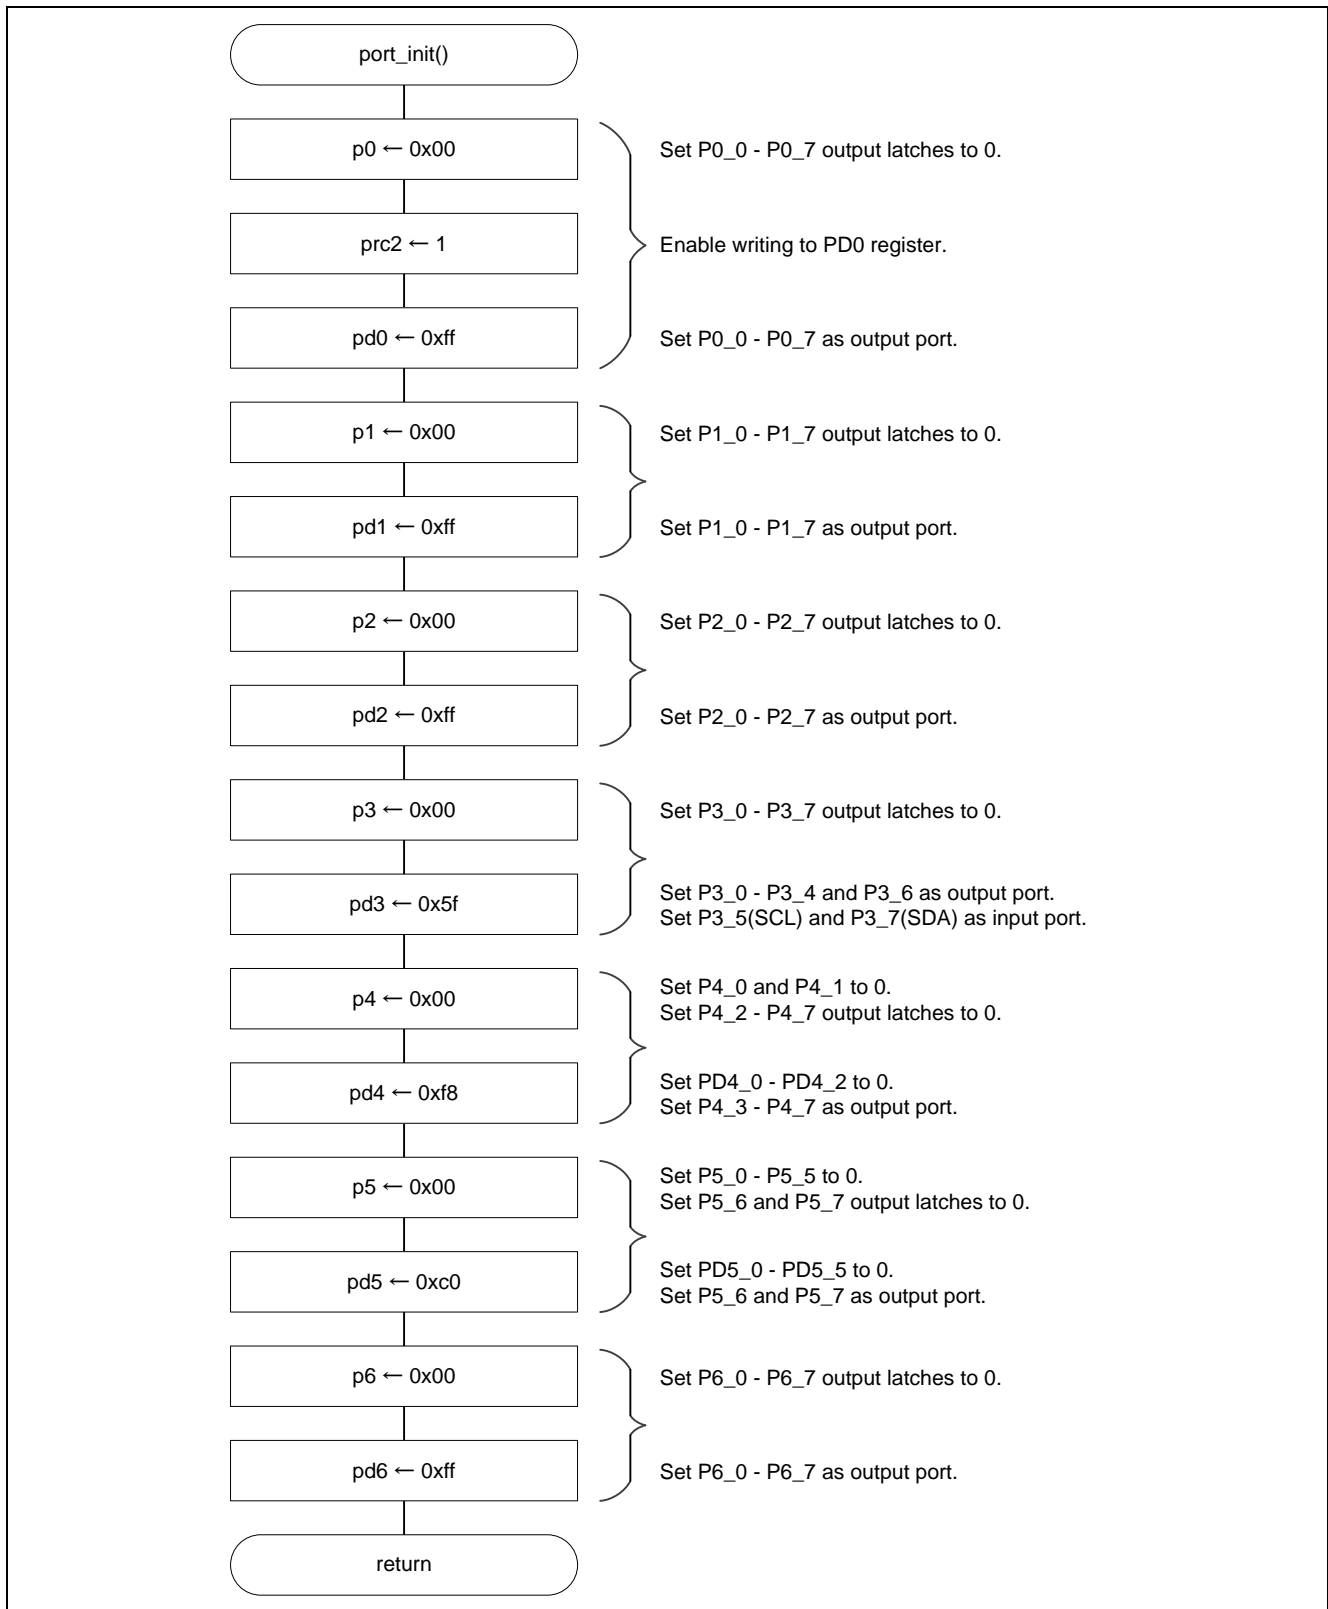 port_init()
p0 ← 0x00
Set P0_0 - P0_7 output latches to 0.
prc2 ← 1
Enable writing to PD0 register.
pd0 ← 0xff
Set P0_0 - P0_7 as output port.
p1 ← 0x00
Set P1_0 - P1_7 output latches to 0.
pd1 ← 0xff
Set P1_0 - P1_7 as output port.
p2 ← 0x00
Set P2_0 - P2_7 output latches to 0.
pd2 ← 0xff
Set P2_0 - P2_7 as output port.
p3 ← 0x00
Set P3_0 - P3_7 output latches to 0.
pd3 ← 0x5f
Set P3_0 - P3_4 and P3_6 as output port.
Set P3_5(SCL) and P3_7(SDA) as input port.
p4 ← 0x00
Set P4_0 and P4_1 to 0.
Set P4_2 - P4_7 output latches to 0.
pd4 ← 0xf8
Set PD4_0 - PD4_2 to 0.
Set P4_3 - P4_7 as output port.
p5 ← 0x00
Set P5_0 - P5_5 to 0.
Set P5_6 and P5_7 output latches to 0.
pd5 ← 0xc0
Set PD5_0 - PD5_5 to 0.
Set P5_6 and P5_7 as output port.
p6 ← 0x00
Set P6_0 - P6_7 output latches to 0.
pd6 ← 0xff
Set P6_0 - P6_7 as output port.
return